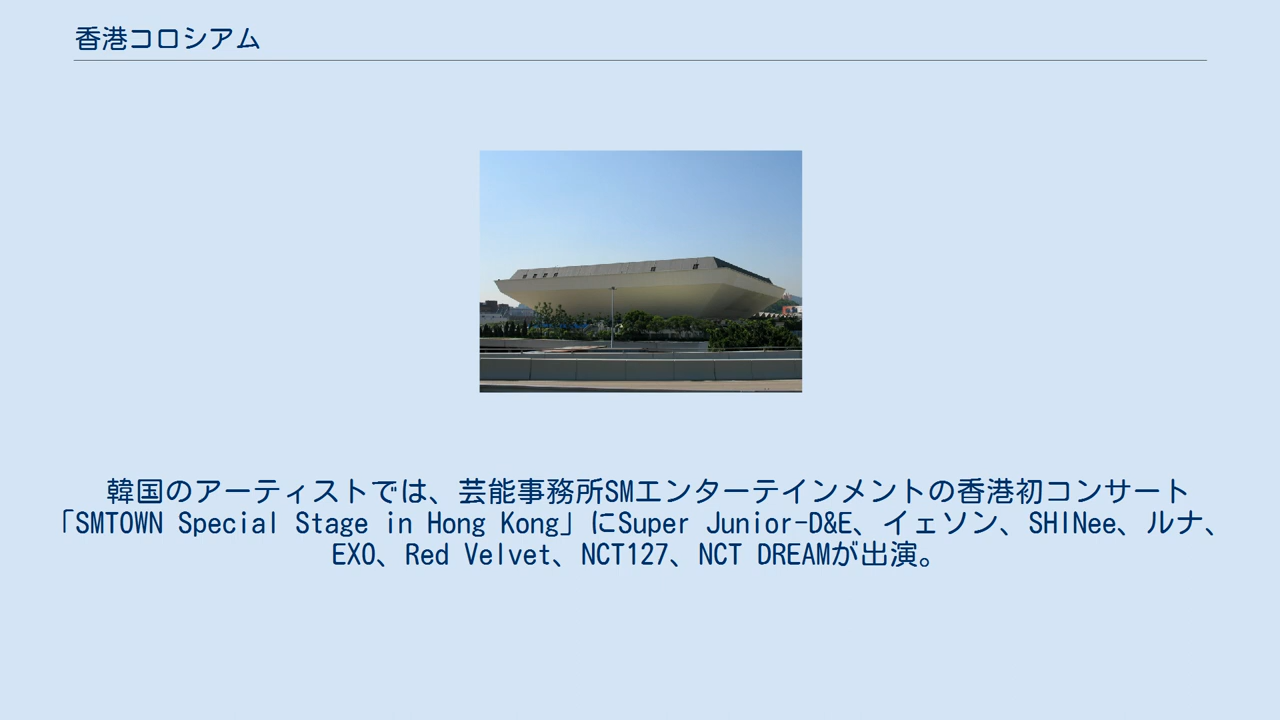 香港コロシアム
韓国のアーティストでは、芸能事務所SMエンターテインメントの香港初コンサート
「SMTOWN Special Stage in Hong Kong」にSuper Junior-D&E、イェソン、SHINee、ルナ、
EXO、Red Velvet、NCT127、NCT DREAMが出演。